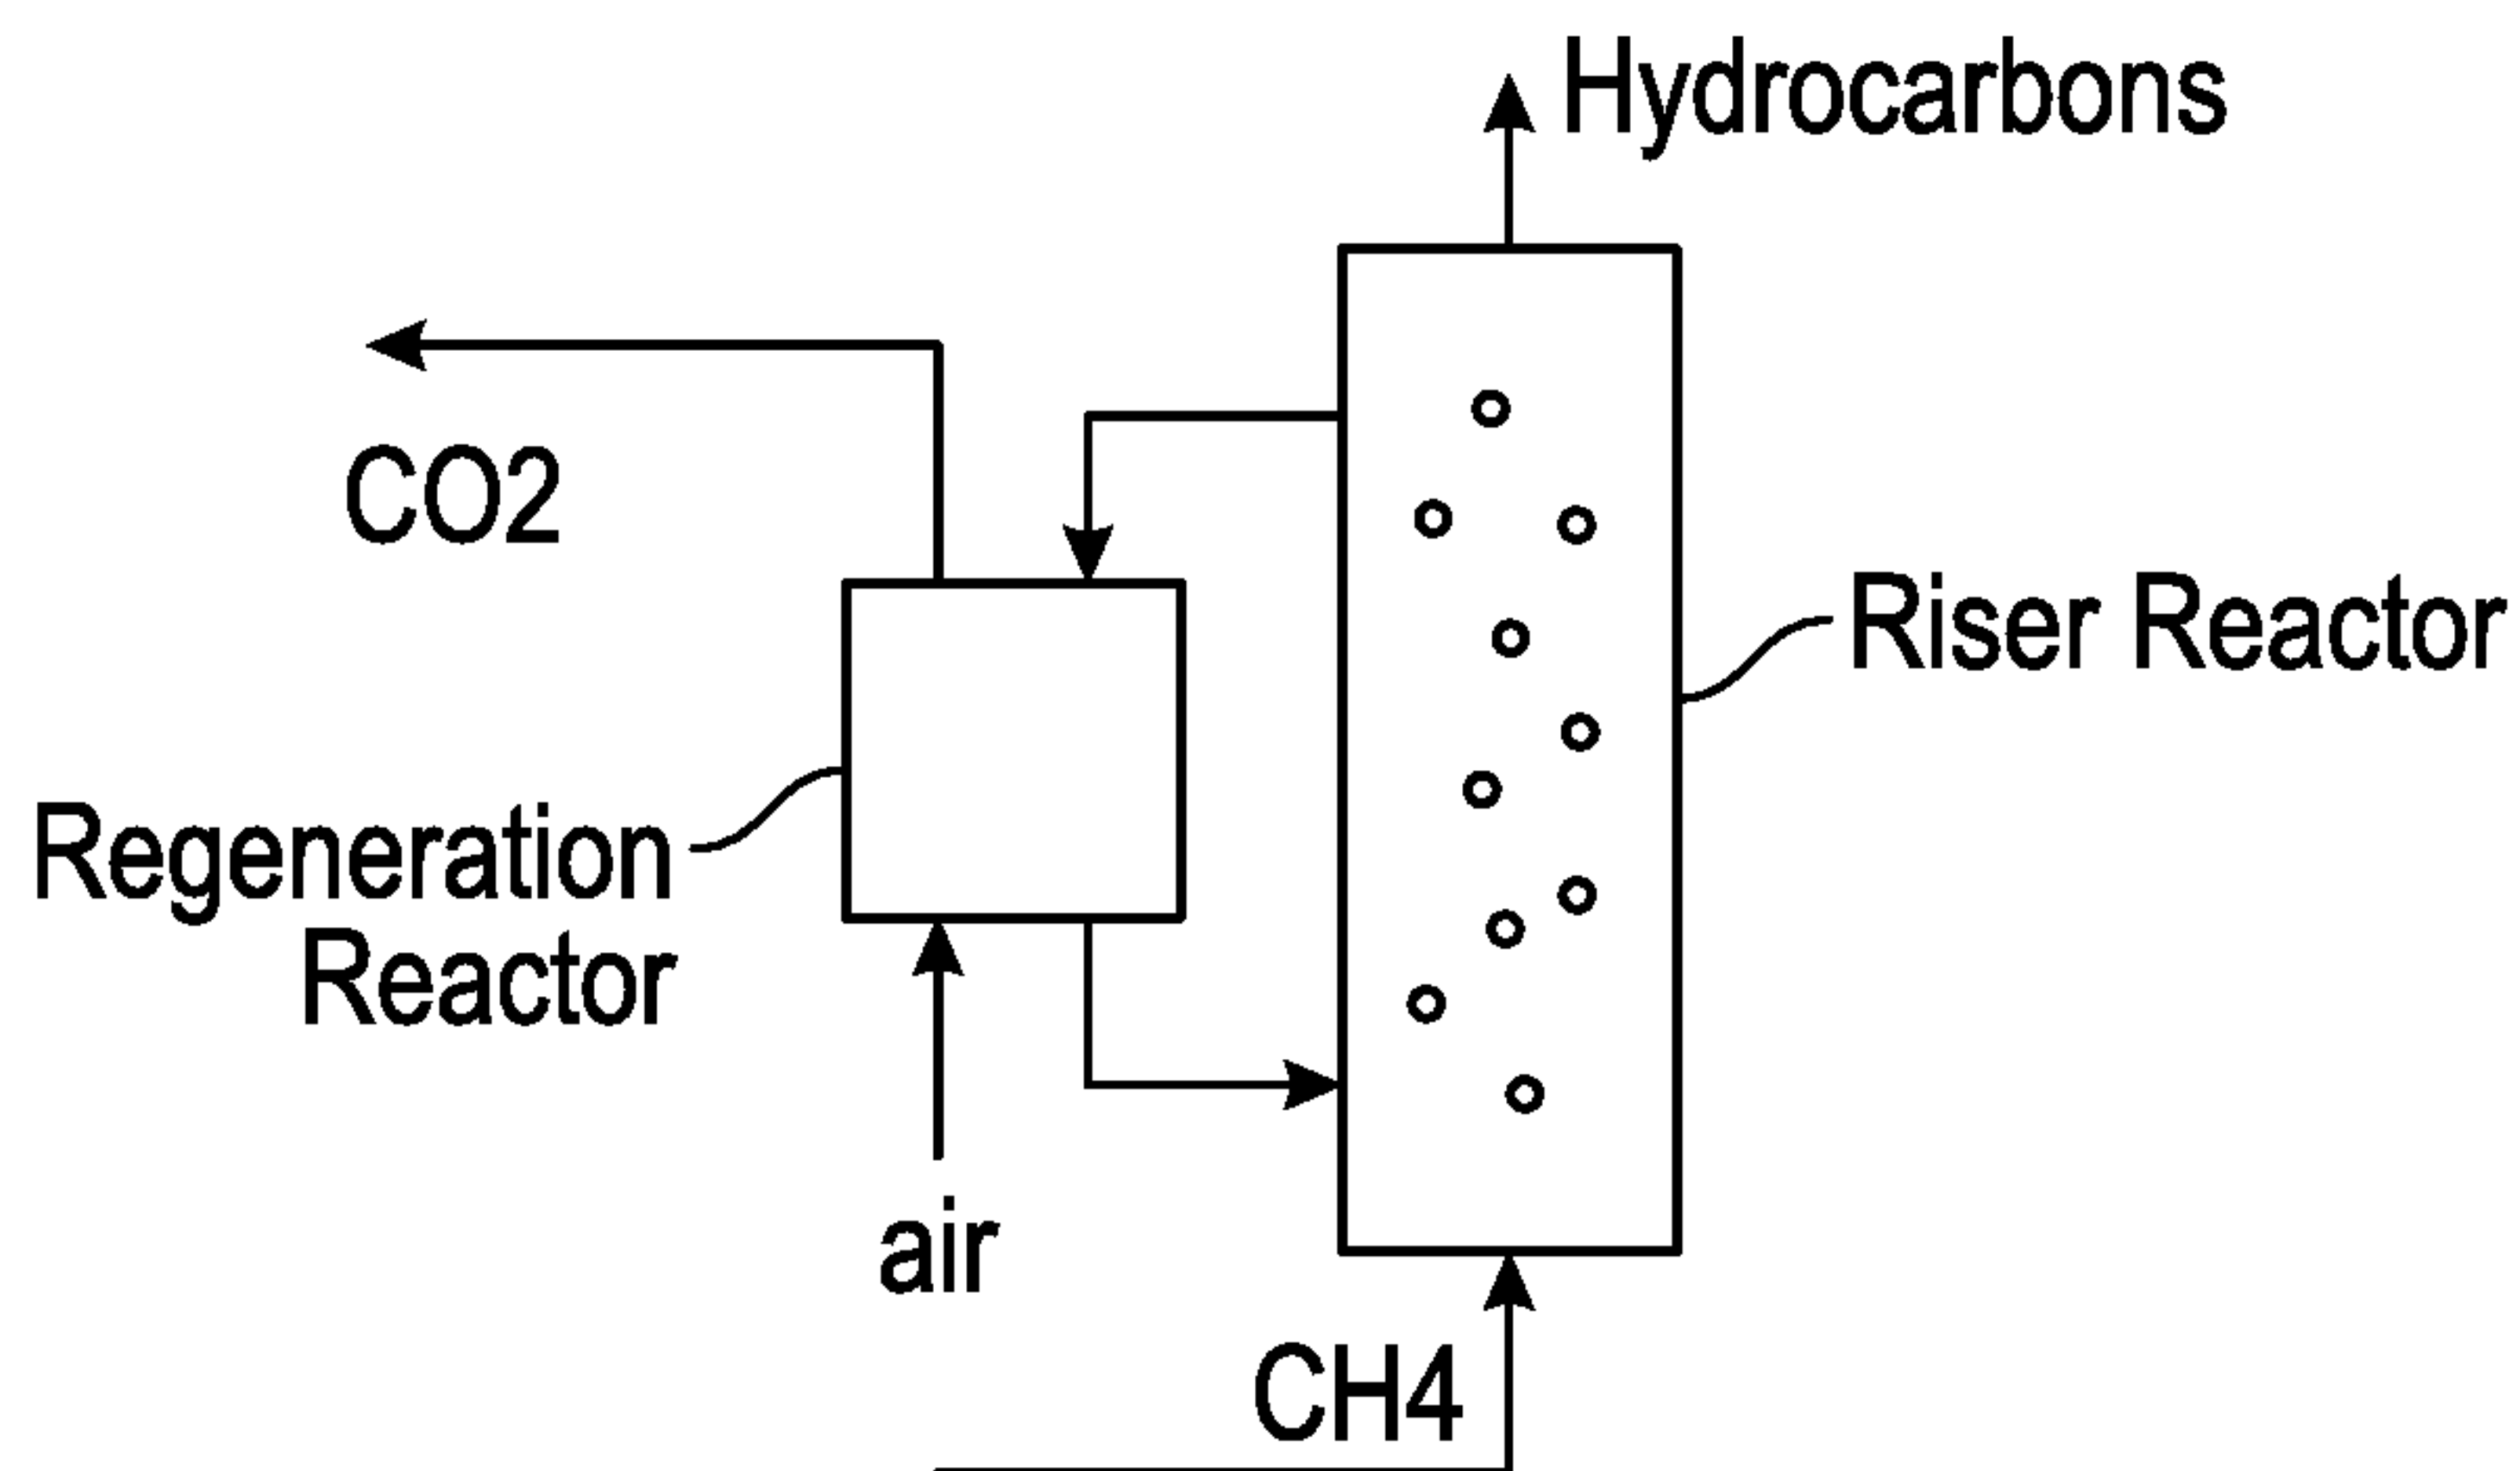 Hydrocarbons
CO2
Riser Reactor
Regeneration
Reactor
air
CH4